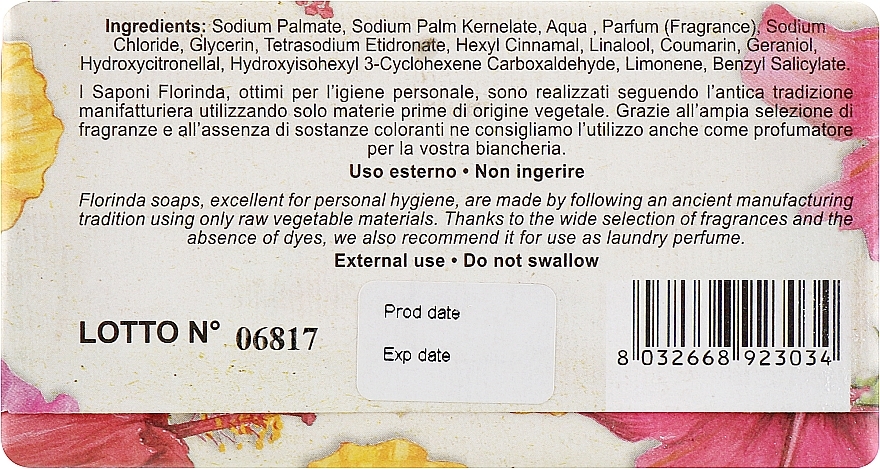 Ingredients: Sodium Palmate, Sodium Palm Kernelate, Aqua , Parfum (Fragrance), Sodium
Chloride, Glycerin, Tetrasodium Etidronate, Hexyl Cinnamal, Linalool, Coumarin, Geraniol,
Hydroxycitronellal, Hydroxyisohexyl 3-Cyclohexene Carboxaldehyde, Limonene, Benzyl Salicylate.
I Saponi Florinda, ottimi per l'igiene personale, sono realizzati seguendo l'antica tradizione
manifatturiera utilizzando solo materie prime di origine vegetale. Grazie all'ampia selezione di
fragranze e all'assenza di sostanze coloranti ne consigliamo l'utilizzo anche come profumatore
per la vostra biancheria.
Uso esterno • Non ingerire
Florinda soaps, excellent for personal hygiene, are made by following an ancient manufacturing
tradition using only raw vegetable materials. Thanks to the wide selection of fragrances and the
absence of dyes, we also recommend it for use as laundry perfume.
External use • Do not swallow
LOTTO N° 06817
Prod date
Exp date
8 032668 923034